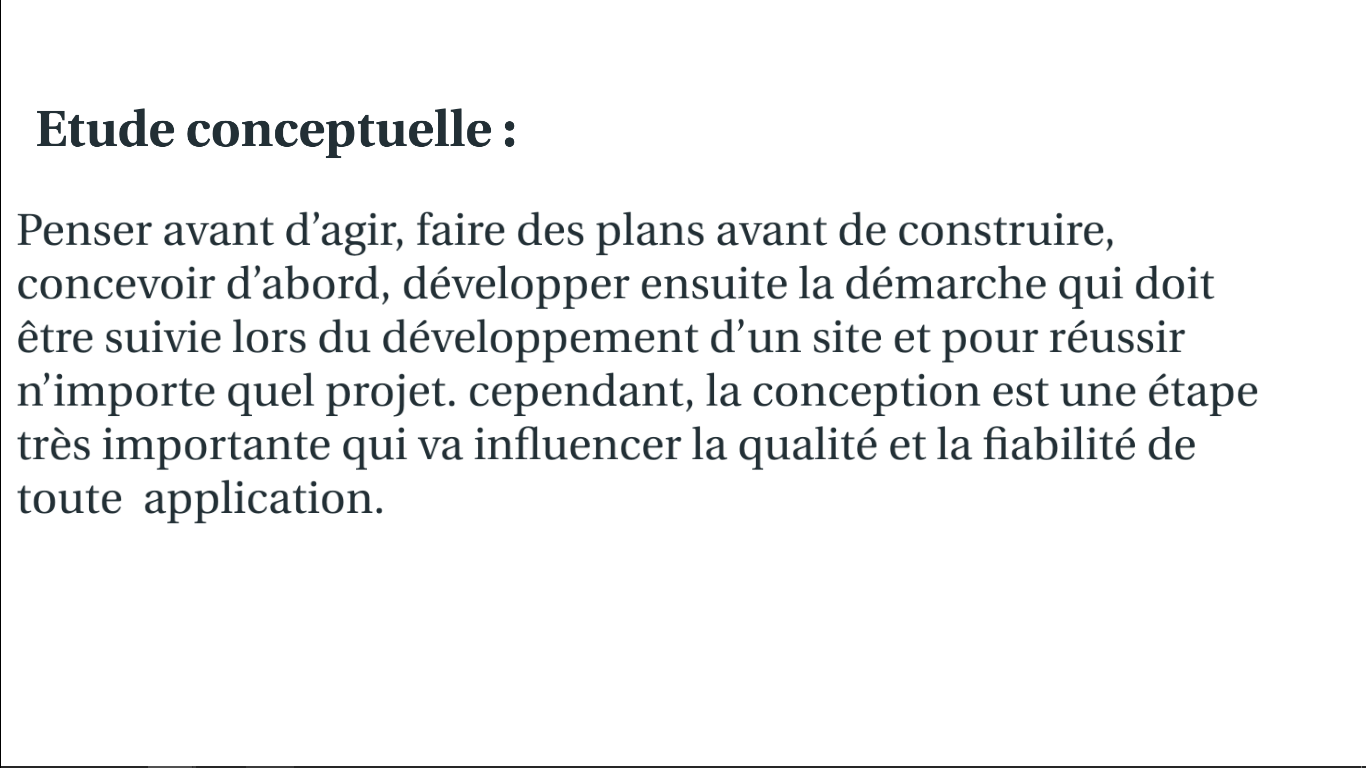 Etude conceptuelle :
Penser avant d’agir, faire des plans avant de construire,
concevoir d’abord, développer ensuite la démarche qui doit
être suivie lors du développement d’un site et pour réussir
n’importe quel projet. cependant, la conception est une étape
très importante qui va influencer la qualité et la fiabilité de
toute  application.